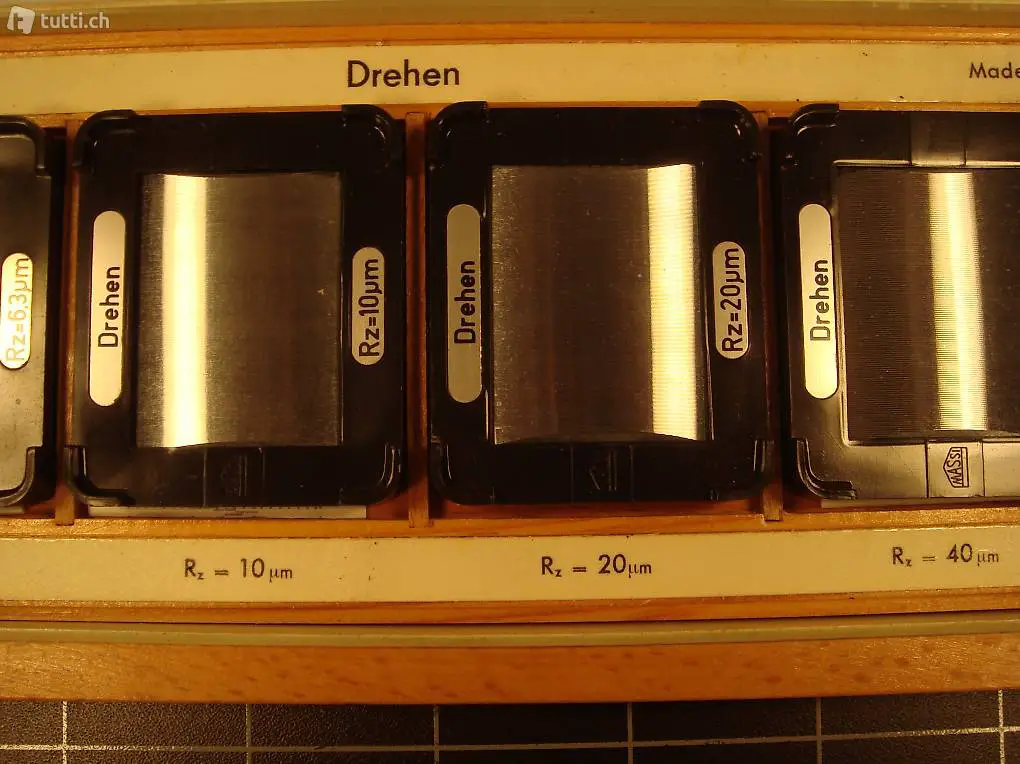 tutti.ch
Drehen
Made
Rz=6,3µm
Drehen
Rz=10µm
Drehen
Rz=20µm
Drehen
MASSI
Rz = 10 µm
Rz = 20 µm
Rz = 40 µm